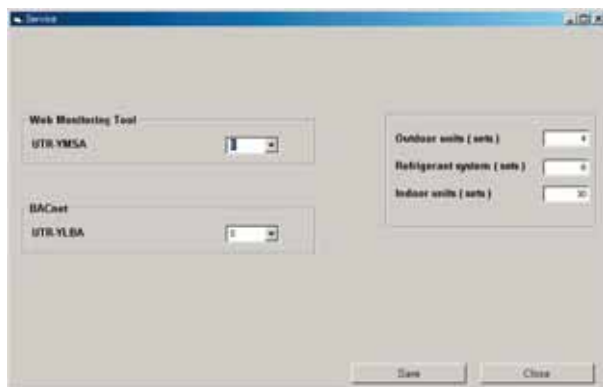 Service
Web Monitoring Tool
UTR-YMSA
BACnet
UTR-YLBA
Outdoor units ( sets )
Refrigerant system ( sets )
Indoor units ( sets )
30
Save
Close